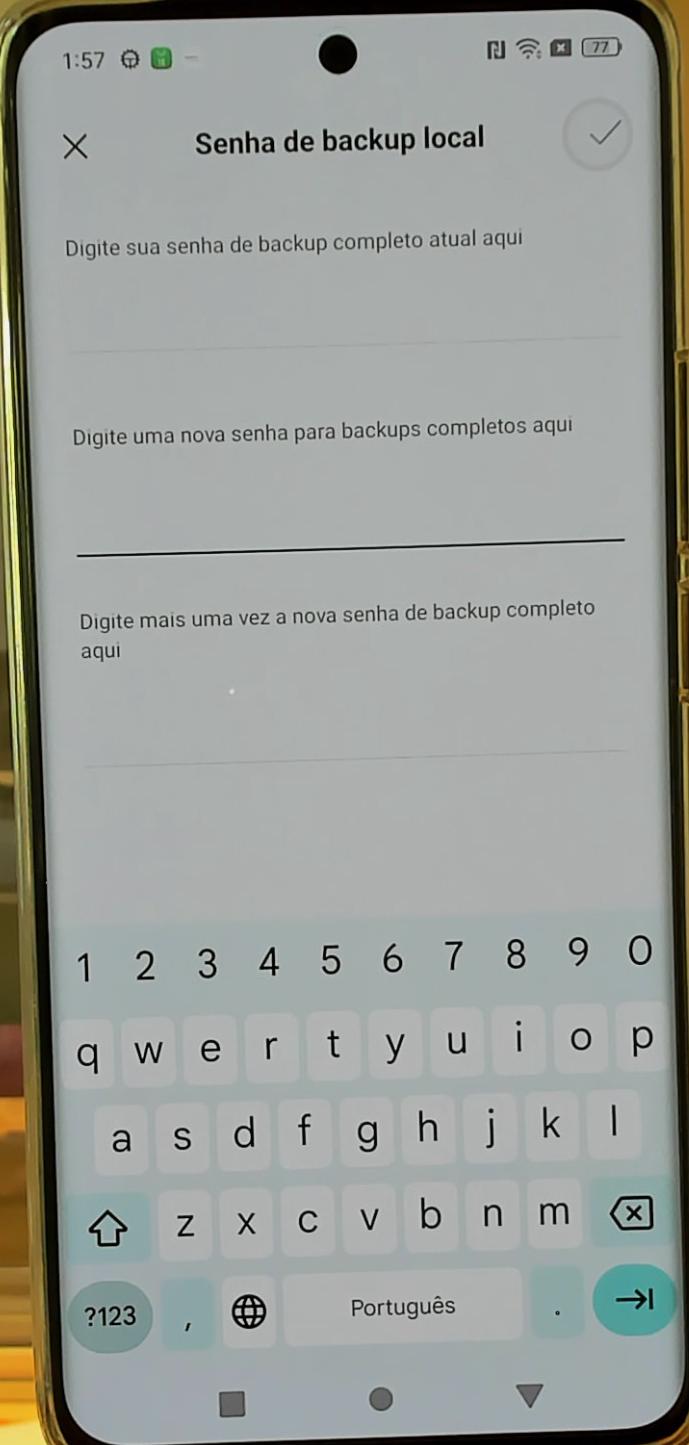 1:57 77
Senha de backup local
Digite sua senha de backup completo atual aqui
Digite uma nova senha para backups completos aqui
Digite mais uma vez a nova senha de backup completo
aqui
1 2 3 4 5 6 7 8 9 0
q w e r t y u i o p
a s d f g h j k l
z x c v b n m
?123 , Português .